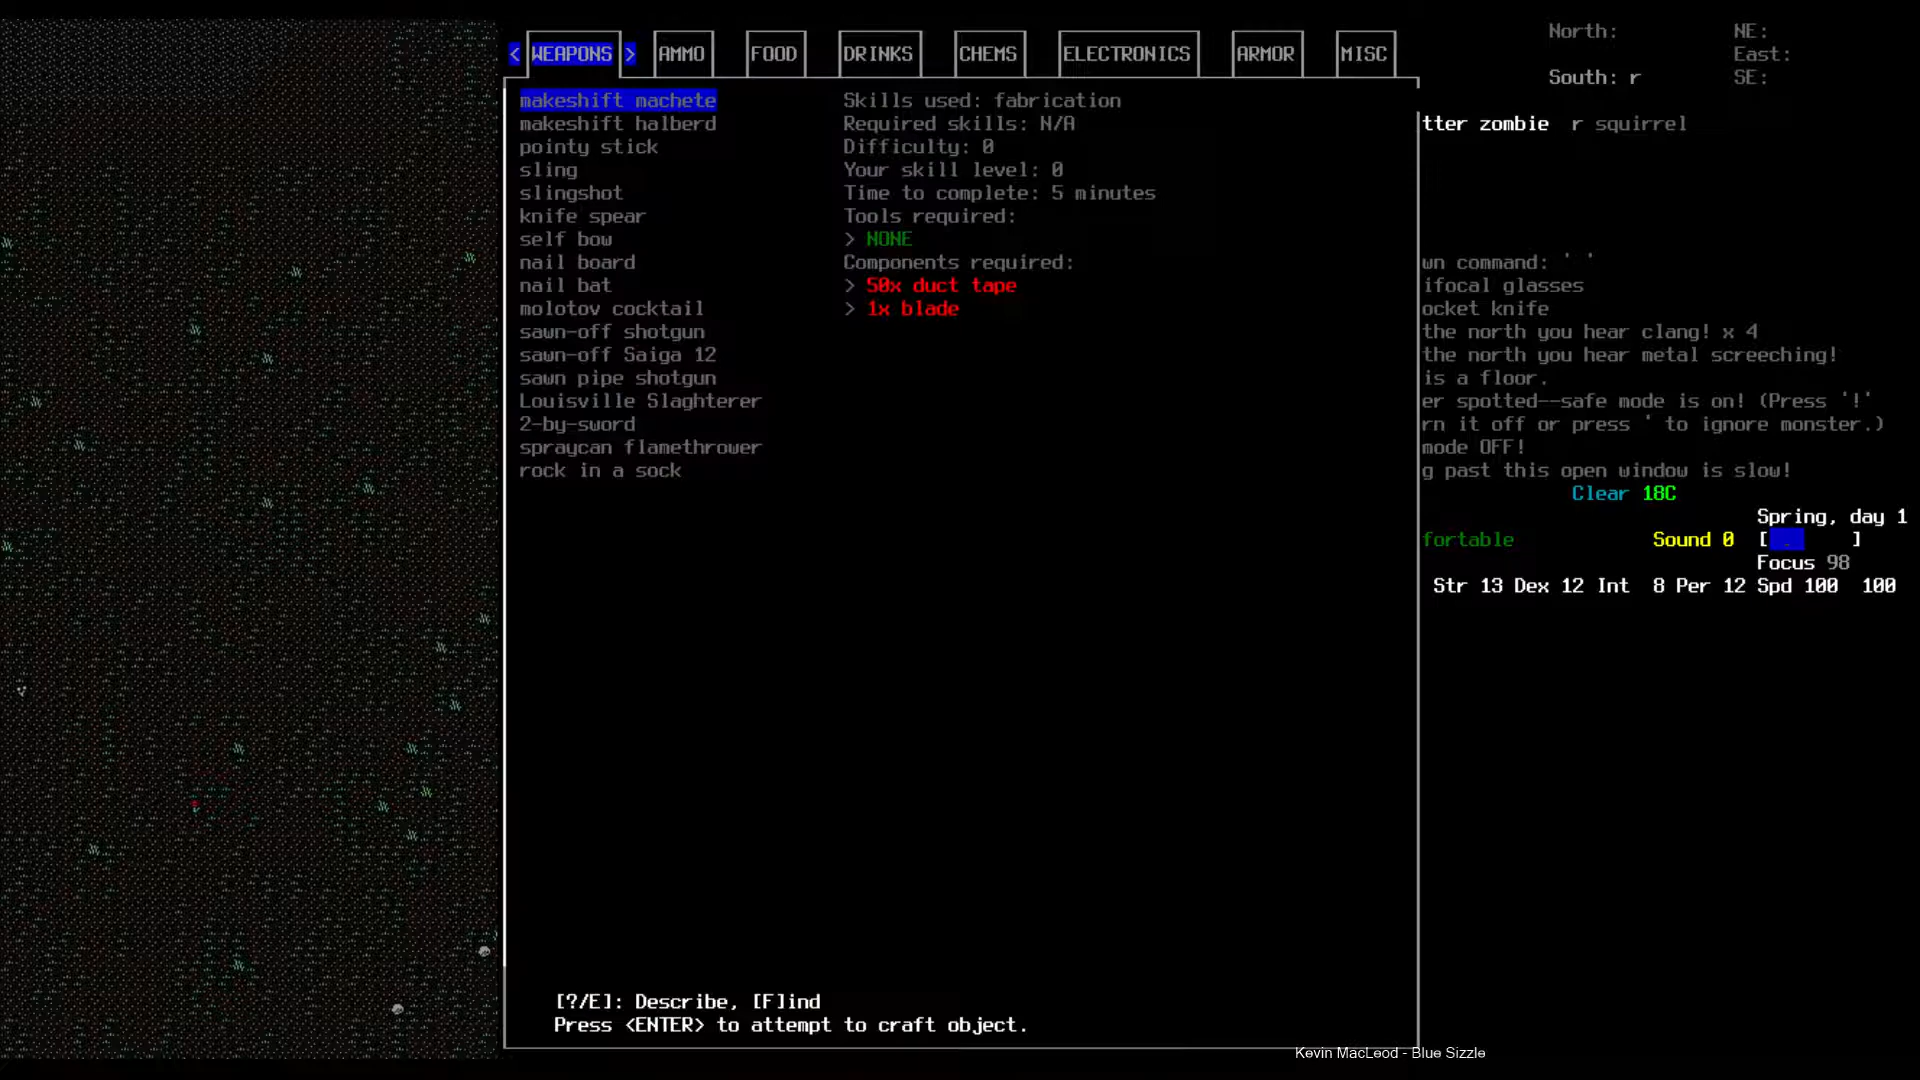 < WEAPONS > AMMO FOOD DRINKS CHEMS ELECTRONICS ARMOR MISC
makeshift machete
makeshift halberd
pointy stick
sling
slingshot
knife spear
self bow
nail board
nail bat
molotov cocktail
sawn-off shotgun
sawn-off Saiga 12
sawn pipe shotgun
Louisville Slaghterer
2-by-sword
spraycan flamethrower
rock in a sock
Skills used: fabrication
Required skills: N/A
Difficulty: 0
Your skill level: 0
Time to complete: 5 minutes
Tools required:
> NONE
Components required:
> 50x duct tape
> 1x blade
[?/E]: Describe, [F]ind
Press <ENTER> to attempt to craft object.
North: NE:
East:
South: r SE:
tter zombie r squirrel
wn command: ' '
ifocal glasses
ocket knife
the north you hear clang! x 4
the north you hear metal screeching!
is a floor.
er spotted--safe mode is on! (Press '!'
rn it off or press ' to ignore monster.)
mode OFF!
g past this open window is slow!
Clear 18C
Spring, day 1
fortable Sound 0 [ ]
Focus 98
Str 13 Dex 12 Int 8 Per 12 Spd 100 100
Kevin MacLeod - Blue Sizzle